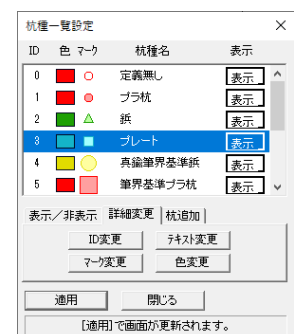 杭種一覧設定
ID 色 マーク 杭種名 表示
0 定義無し 表示
1 プラ杭 表示
2 鋲 表示
3 プレート 表示
4 真鍮筆界基準鋲 表示
5 筆界基準プラ杭 表示
表示/非表示 詳細変更 杭追加
ID変更 テキスト変更
マーク変更 色変更
適用 閉じる
[適用]で画面が更新されます。